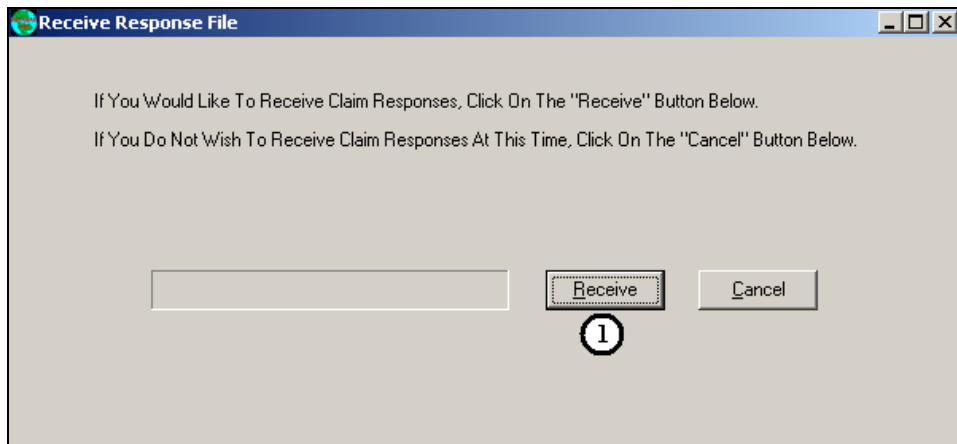 Receive Response File
If You Would Like To Receive Claim Responses, Click On The "Receive" Button Below.
If You Do Not Wish To Receive Claim Responses At This Time, Click On The "Cancel" Button Below.
Receive Cancel
1